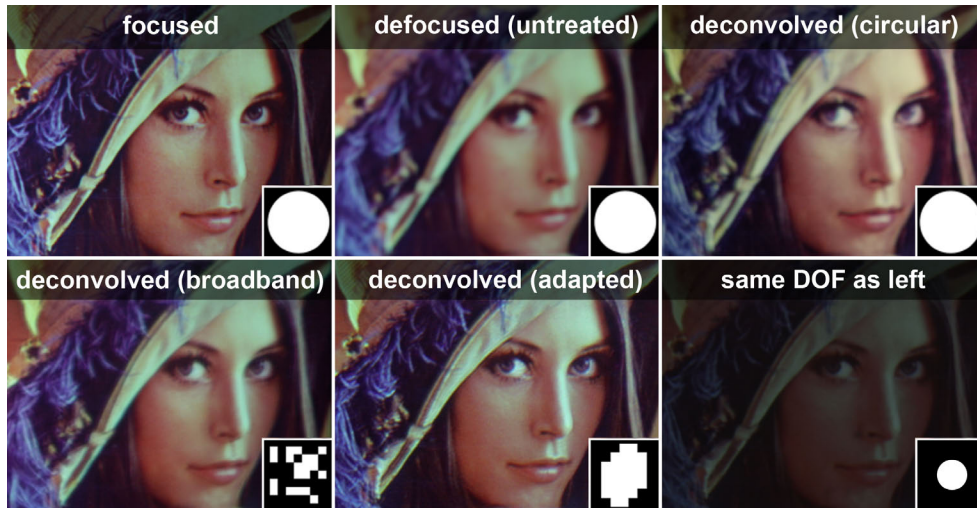 focused
defocused (untreated)
deconvolved (circular)
deconvolved (broadband)
deconvolved (adapted)
same DOF as left